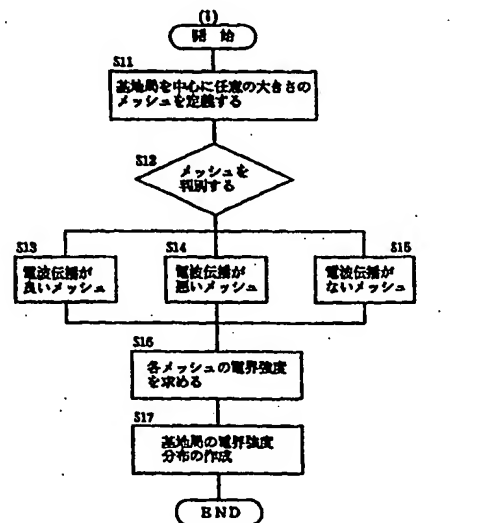 (1)
開 始
S11
基地局を中心に任意の大きさの
メッシュを定義する
S12
メッシュを
判別する
S13
電波伝播が
良いメッシュ
S14
電波伝播が
悪いメッシュ
S15
電波伝播が
ないメッシュ
S16
各メッシュの電界強度
を求める
S17
基地局の電界強度
分布の作成
END